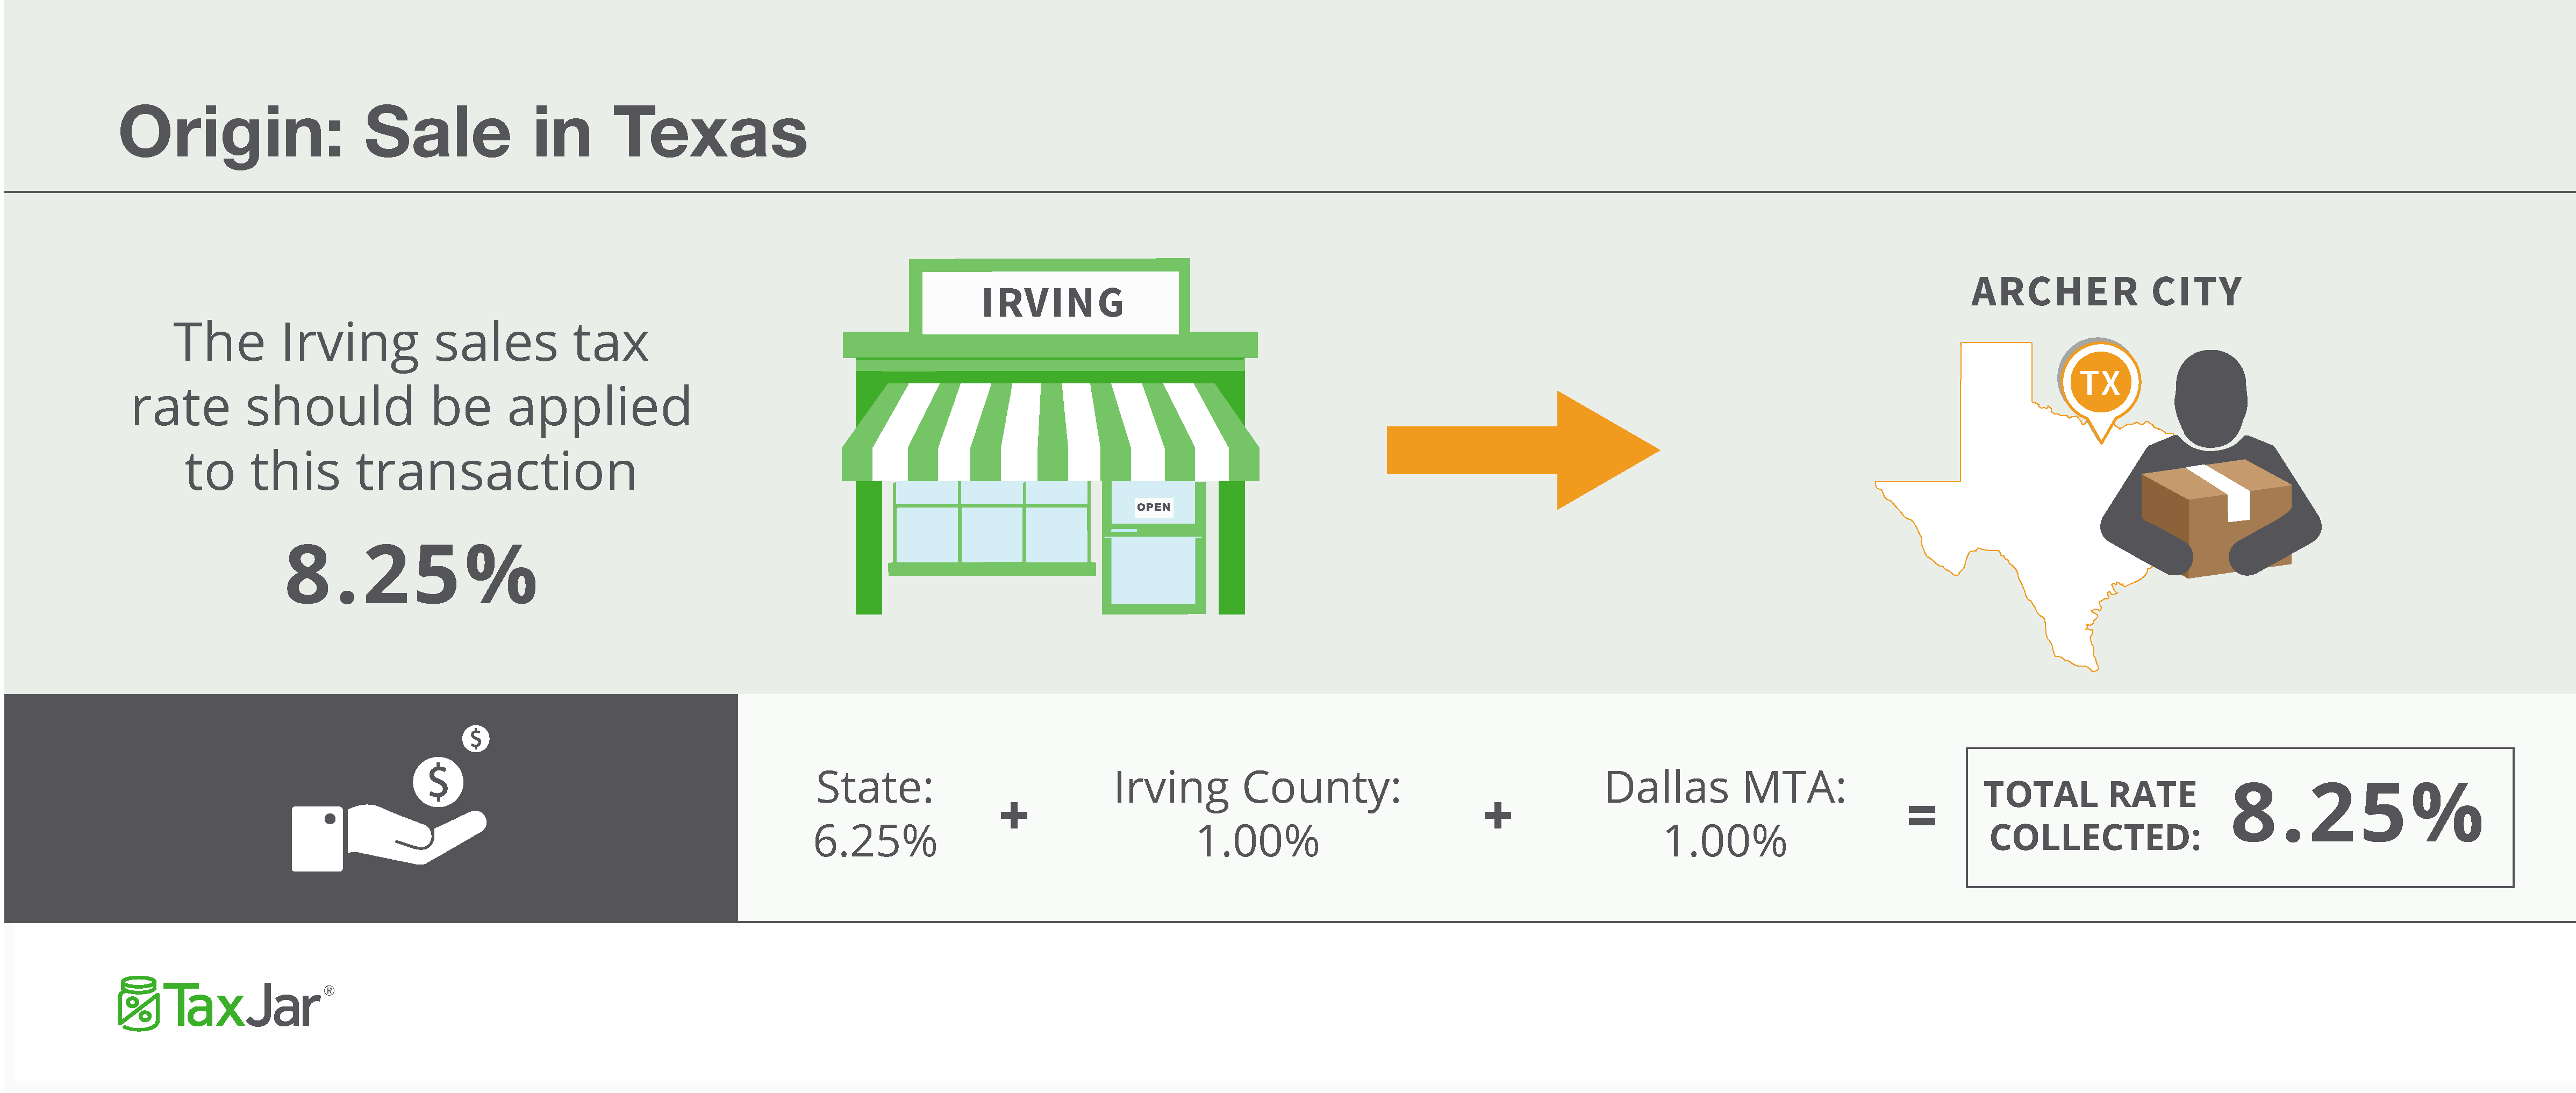 Origin: Sale in Texas
The Irving sales tax
rate should be applied
to this transaction
8.25%
IRVING
OPEN
ARCHER CITY
TX
$
$
State:
6.25%
+
Irving County:
1.00%
+
Dallas MTA:
1.00%
=
TOTAL RATE
COLLECTED:
8.25%
TaxJar®